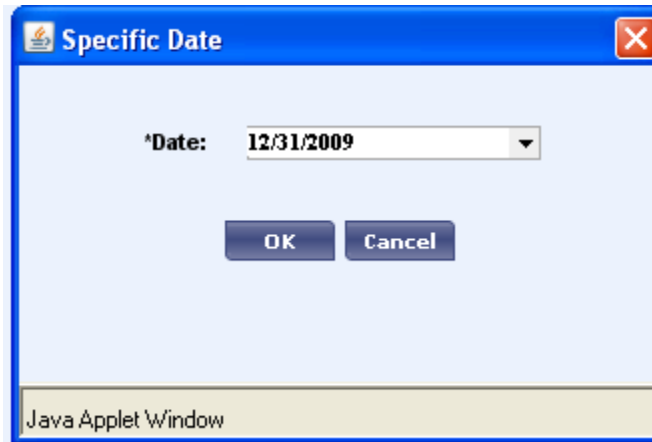 Specific Date
*Date: 12/31/2009
OK Cancel
Java Applet Window